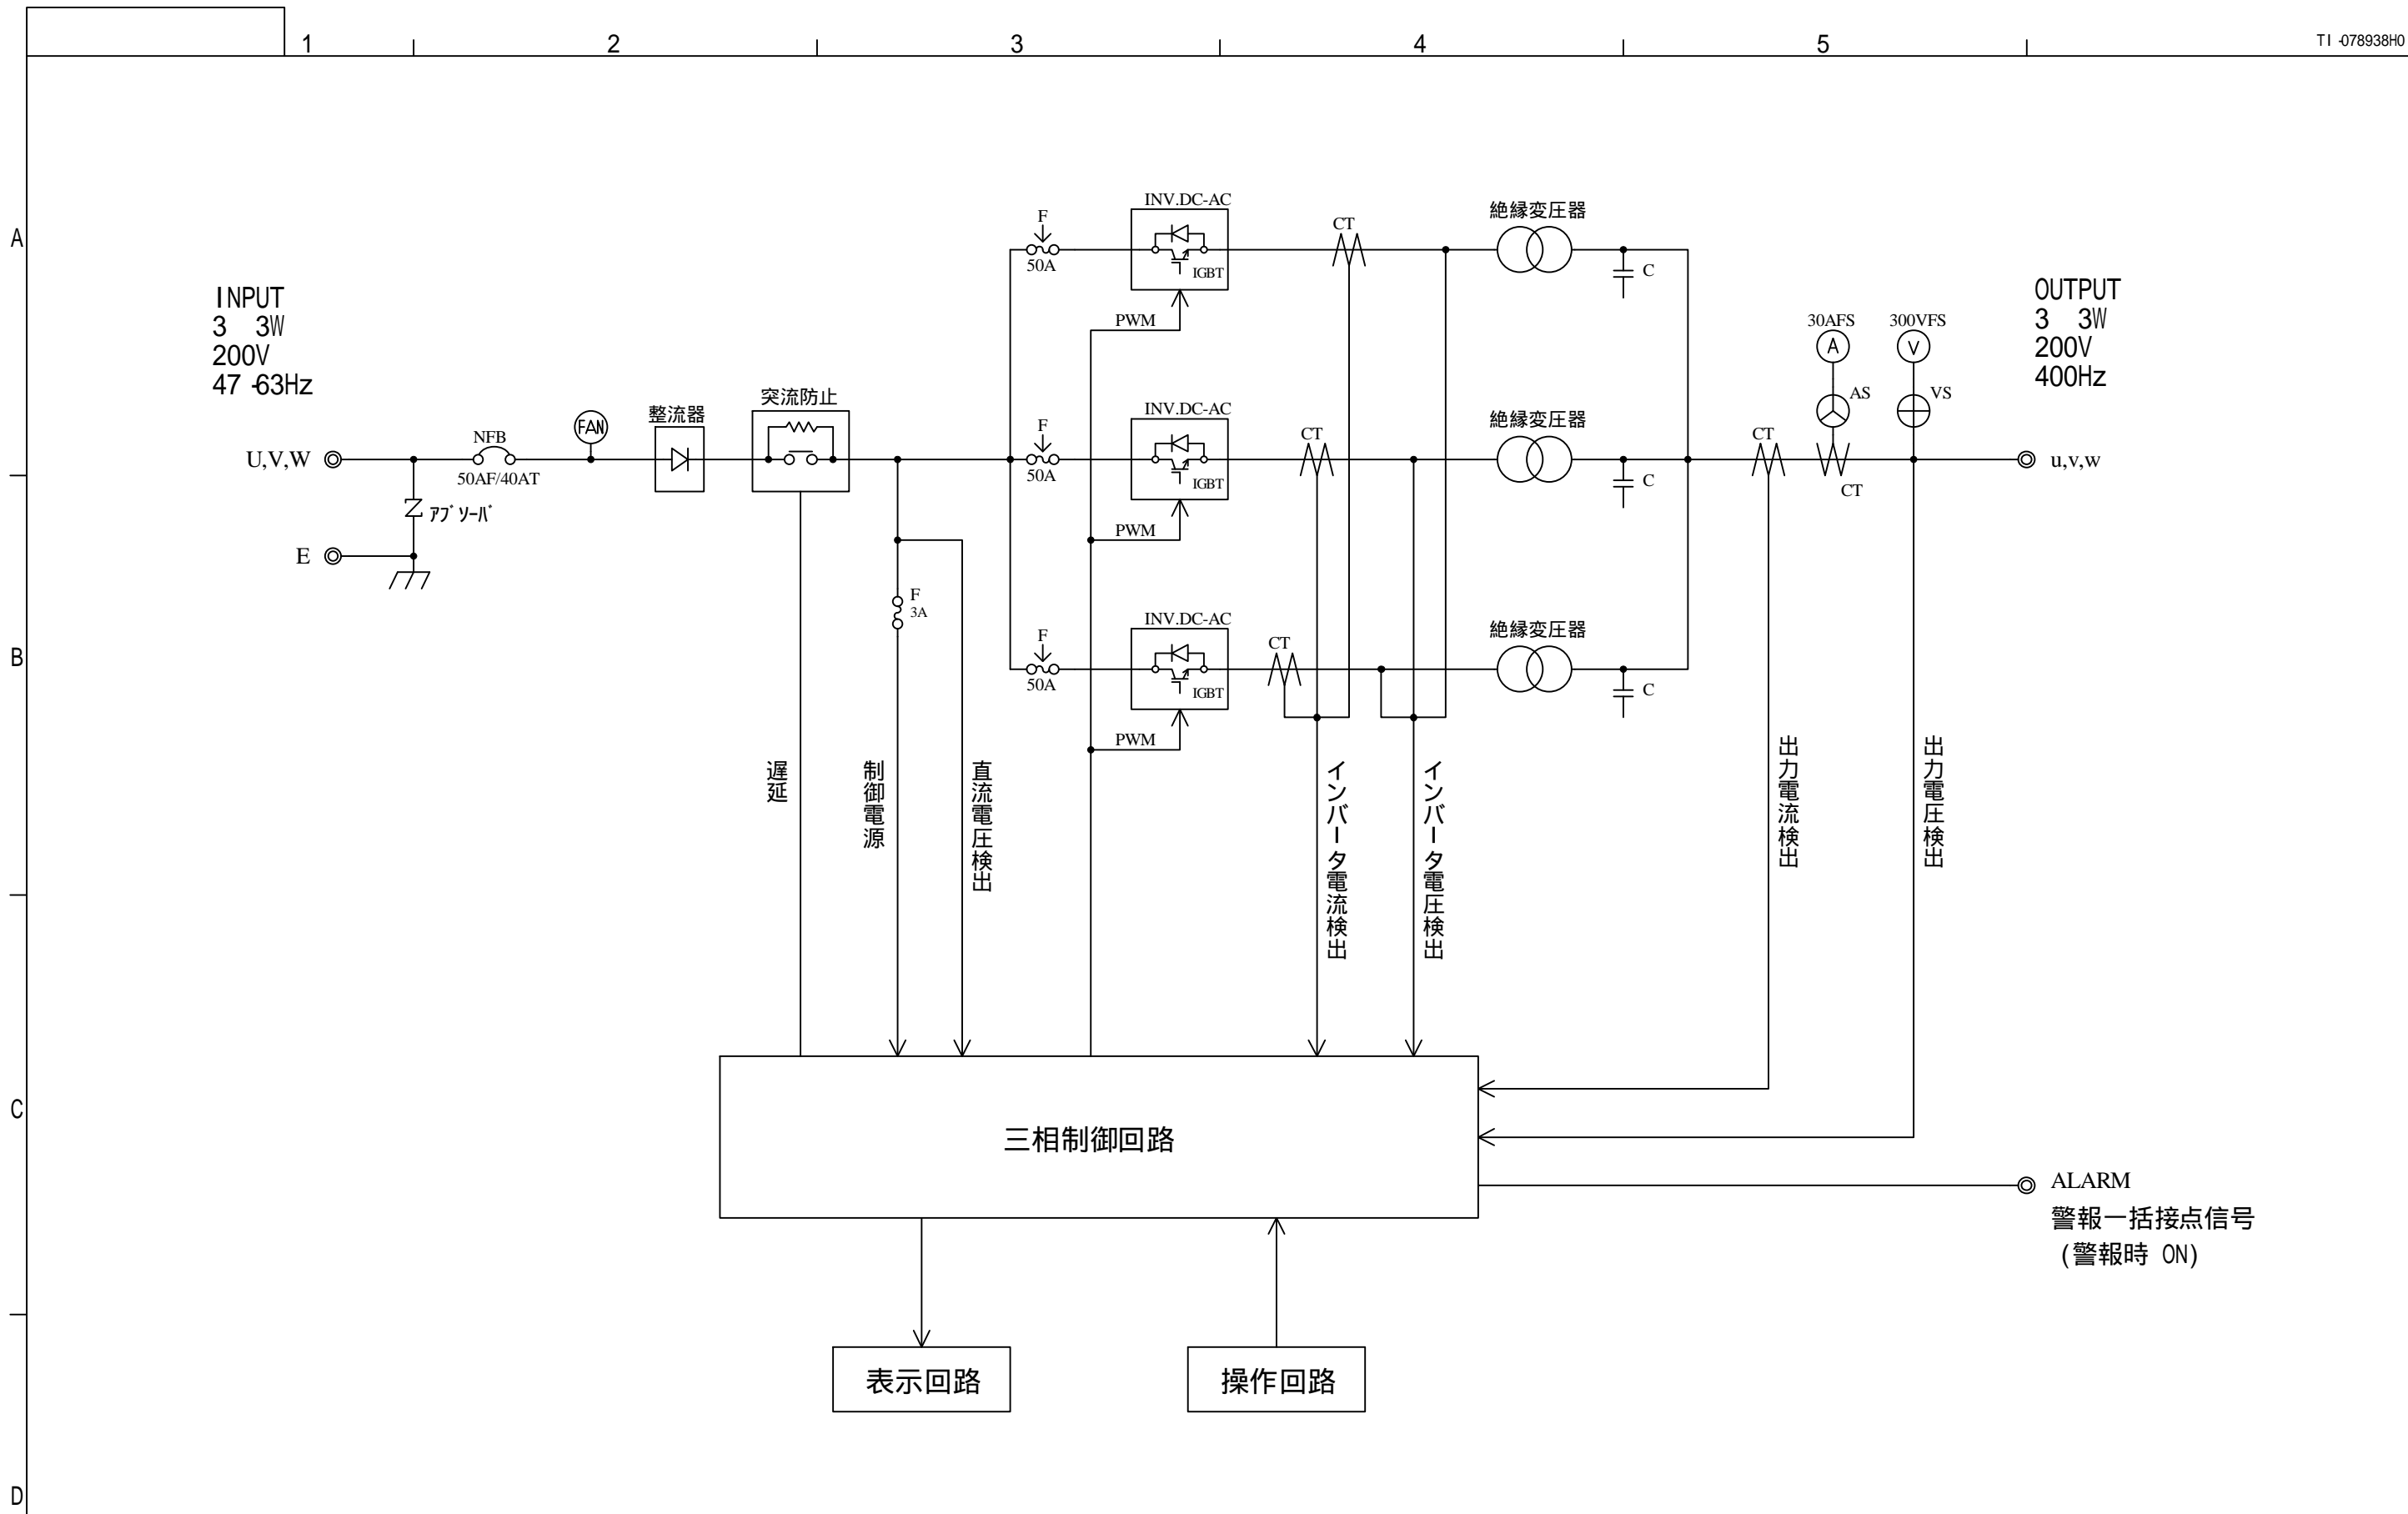 1 2 3 4 5
TI-078938H0
A
B
C
D
INPUT
3 3W
200V
47-63Hz
U,V,W
E
アブソーバ
NFB
50AF/40AT
FAN
整流器
突流防止
F
3A
F
50A
INV.DC-AC
IGBT
PWM
CT
絶縁変圧器
C
F
50A
INV.DC-AC
IGBT
PWM
CT
絶縁変圧器
C
F
50A
INV.DC-AC
IGBT
PWM
CT
絶縁変圧器
C
CT
30AFS
A
AS
CT
300VFS
V
VS
OUTPUT
3 3W
200V
400Hz
u,v,w
遅延
制御電源
直流電圧検出
インバータ電流検出
インバータ電圧検出
出力電流検出
出力電圧検出
三相制御回路
ALARM
警報一括接点信号
(警報時 ON)
表示回路
操作回路